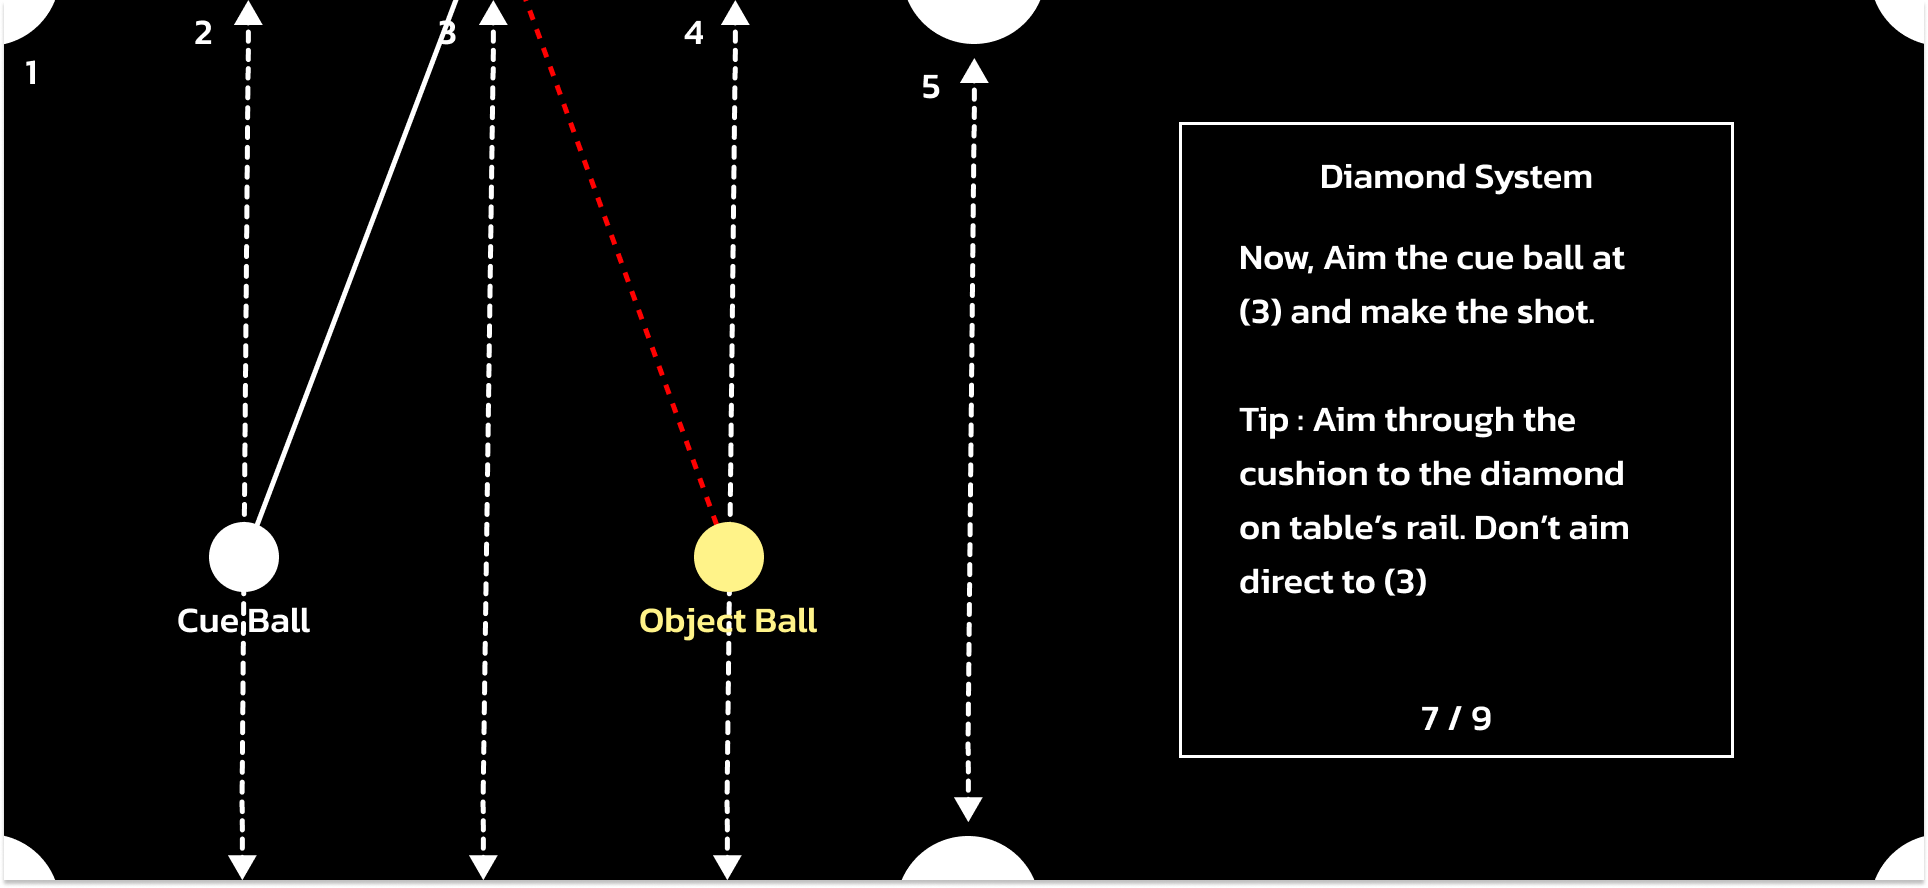 2
3
4
1
5
Diamond System
Now, Aim the cue ball at
(3) and make the shot.
Tip : Aim through the
cushion to the diamond
on table's rail. Don't aim
direct to (3)
Cue Ball
Object Ball
7 / 9